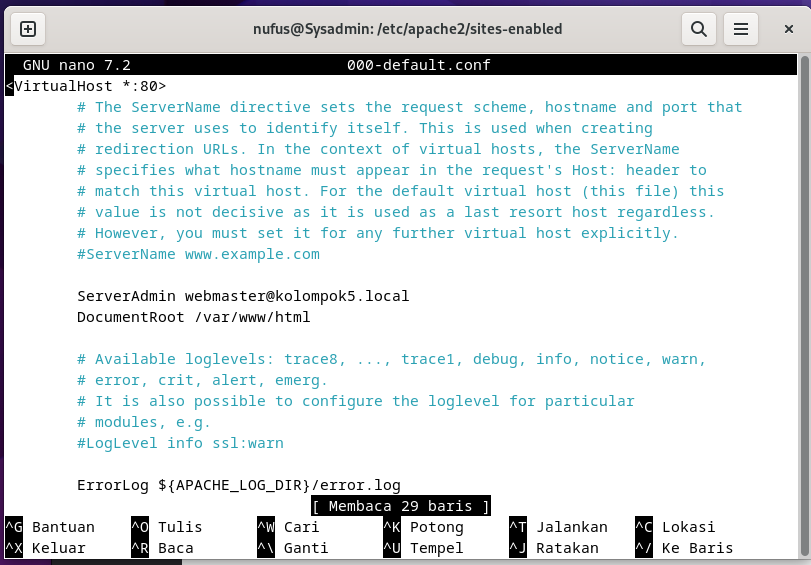 nufus@Sysadmin: /etc/apache2/sites-enabled
GNU nano 7.2 000-default.conf
<VirtualHost *:80>
# The ServerName directive sets the request scheme, hostname and port that
# the server uses to identify itself. This is used when creating
# redirection URLs. In the context of virtual hosts, the ServerName
# specifies what hostname must appear in the request's Host: header to
# match this virtual host. For the default virtual host (this file) this
# value is not decisive as it is used as a last resort host regardless.
# However, you must set it for any further virtual host explicitly.
#ServerName www.example.com
ServerAdmin webmaster@kolompok5.local
DocumentRoot /var/www/html
# Available loglevels: trace8, ..., trace1, debug, info, notice, warn,
# error, crit, alert, emerg.
# It is also possible to configure the loglevel for particular
# modules, e.g.
#LogLevel info ssl:warn
ErrorLog ${APACHE_LOG_DIR}/error.log
[ Membaca 29 baris ]
^G Bantuan ^O Tulis ^W Cari ^K Potong ^T Jalankan ^C Lokasi
^X Keluar ^R Baca ^\ Ganti ^U Tempel ^J Ratakan ^/ Ke Baris